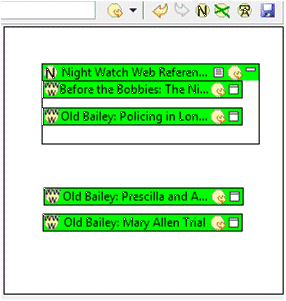 N Night Watch Web Referen...
W Before the Bobbies: The Ni...
W Old Bailey: Policing in Lon...
W Old Bailey: Prescilla and A...
W Old Bailey: Mary Allen Trial